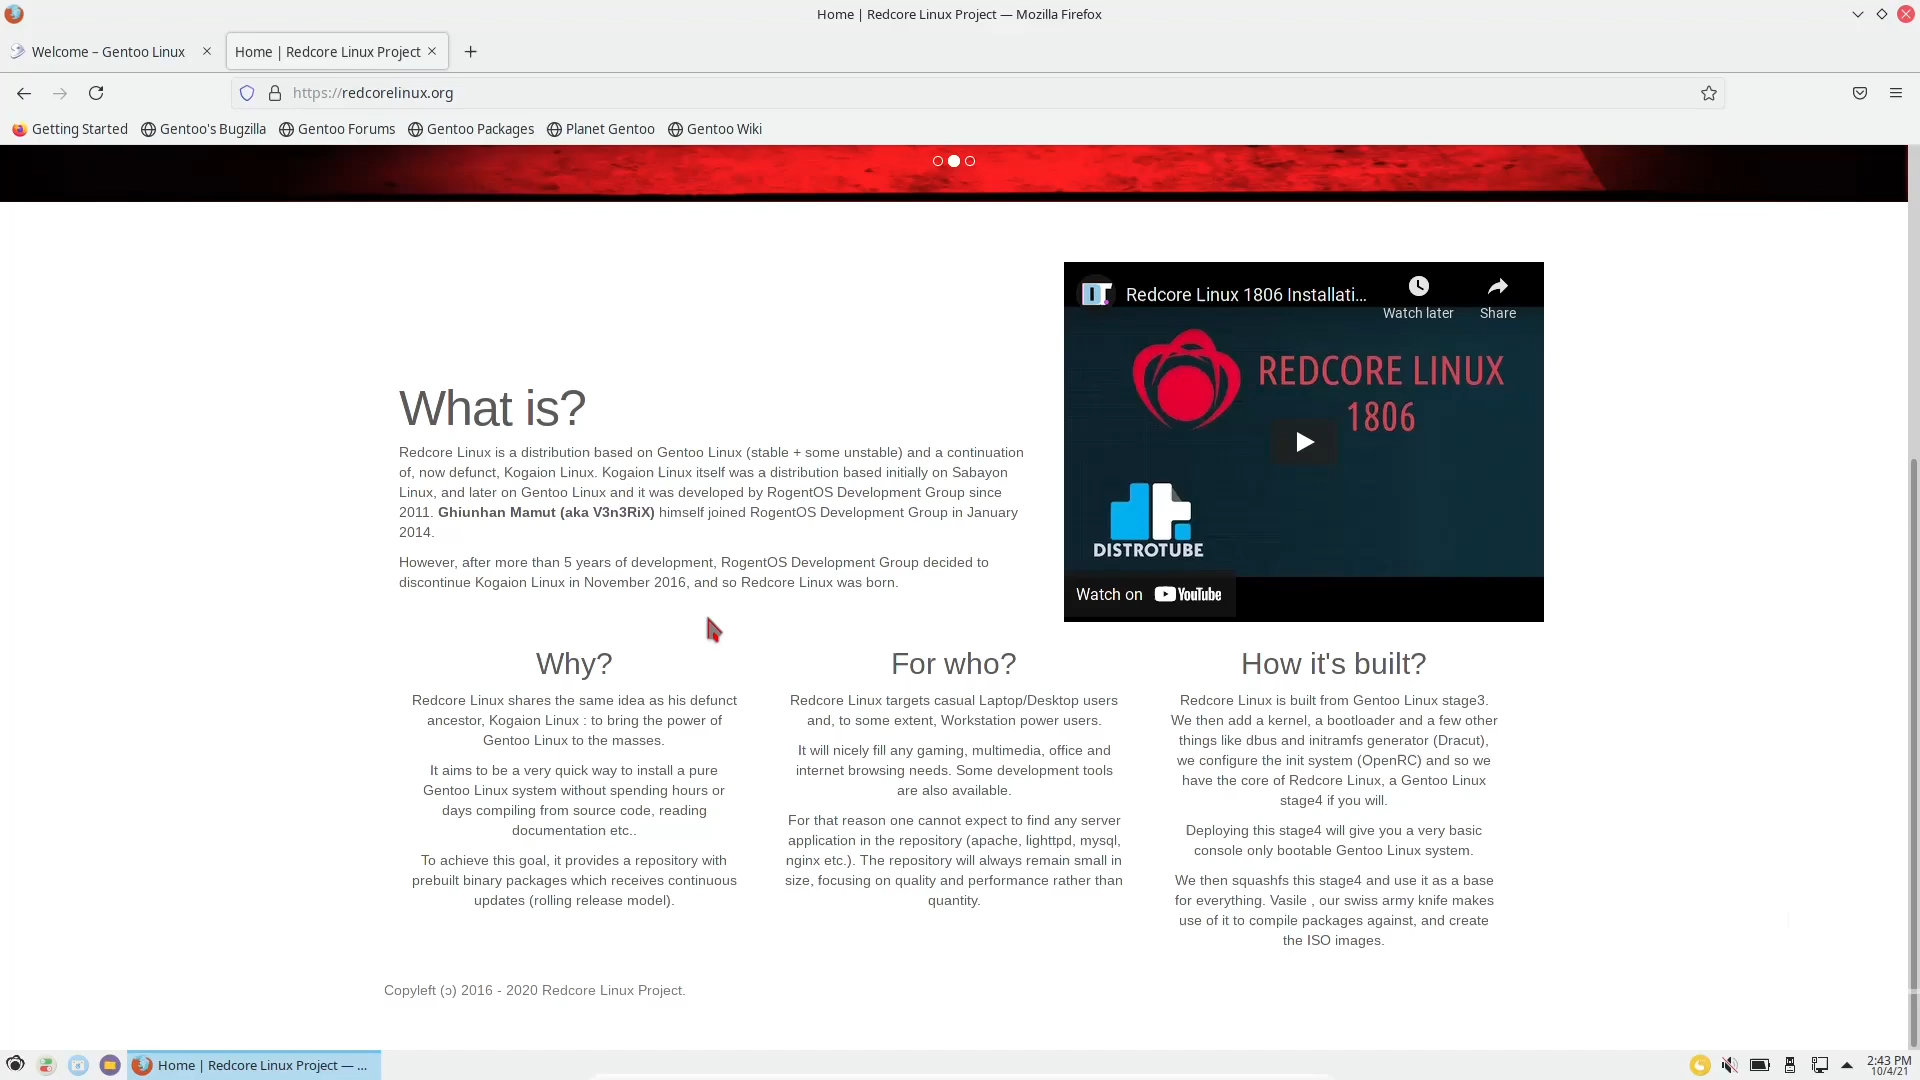 Home | Redcore Linux Project — Mozilla Firefox
Welcome – Gentoo Linux
Home | Redcore Linux Project
https://redcorelinux.org
Getting Started
Gentoo's Bugzilla
Gentoo Forums
Gentoo Packages
Planet Gentoo
Gentoo Wiki
Redcore Linux 1806 Installati...
Watch later
Share
REDCORE LINUX
1806
DISTROTUBE
Watch on YouTube
What is?
Redcore Linux is a distribution based on Gentoo Linux (stable + some unstable) and a continuation
of, now defunct, Kogaion Linux. Kogaion Linux itself was a distribution based initially on Sabayon
Linux, and later on Gentoo Linux and it was developed by RogentOS Development Group since
2011. Ghiunhan Mamut (aka V3n3RiX) himself joined RogentOS Development Group in January
2014.
However, after more than 5 years of development, RogentOS Development Group decided to
discontinue Kogaion Linux in November 2016, and so Redcore Linux was born.
Why?
Redcore Linux shares the same idea as his defunct
ancestor, Kogaion Linux : to bring the power of
Gentoo Linux to the masses.
It aims to be a very quick way to install a pure
Gentoo Linux system without spending hours or
days compiling from source code, reading
documentation etc..
To achieve this goal, it provides a repository with
prebuilt binary packages which receives continuous
updates (rolling release model).
For who?
Redcore Linux targets casual Laptop/Desktop users
and, to some extent, Workstation power users.
It will nicely fill any gaming, multimedia, office and
internet browsing needs. Some development tools
are also available.
For that reason one cannot expect to find any server
application in the repository (apache, lighttpd, mysql,
nginx etc.). The repository will always remain small in
size, focusing on quality and performance rather than
quantity.
How it's built?
Redcore Linux is built from Gentoo Linux stage3.
We then add a kernel, a bootloader and a few other
things like dbus and initramfs generator (Dracut),
we configure the init system (OpenRC) and so we
have the core of Redcore Linux, a Gentoo Linux
stage4 if you will.
Deploying this stage4 will give you a very basic
console only bootable Gentoo Linux system.
We then squashfs this stage4 and use it as a base
for everything. Vasile , our swiss army knife makes
use of it to compile packages against, and create
the ISO images.
Copyleft (ɔ) 2016 - 2020 Redcore Linux Project.
Home | Redcore Linux Project — ...
2:43 PM
10/4/21